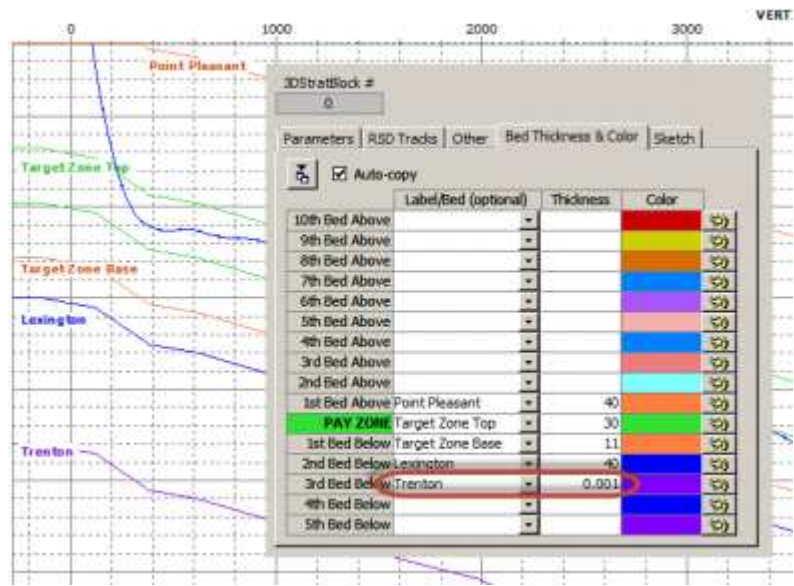 VERT
0 1000 2000 3000
Point Pleasant
3DStratBlock #
0
Parameters RSD Tracks Other Bed Thickness & Color Sketch
Target Zone Top
Auto-copy
Label/Bed (optional) Thickness Color
10th Bed Above
9th Bed Above
8th Bed Above
7th Bed Above
Target Zone Base
6th Bed Above
5th Bed Above
Lexington
4th Bed Above
3rd Bed Above
2nd Bed Above
1st Bed Above Point Pleasant 40
PAY ZONE Target Zone Top 30
1st Bed Below Target Zone Base 11
Trenton
2nd Bed Below Lexington 40
3rd Bed Below Trenton 0.001
4th Bed Below
5th Bed Below